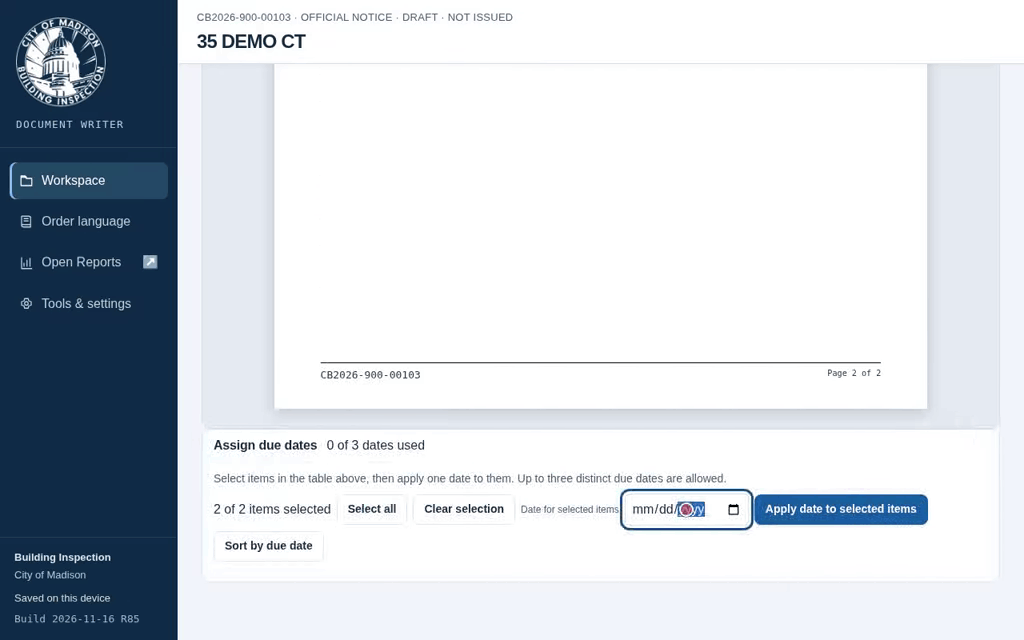 CITY OF MADISON
BUILDING INSPECTION
DOCUMENT WRITER
Workspace
Order language
Open Reports
Tools & settings
Building Inspection
City of Madison
Saved on this device
Build 2026-11-16 R85
CB2026-900-00103 · OFFICIAL NOTICE · DRAFT · NOT ISSUED
35 DEMO CT
CB2026-900-00103
Page 2 of 2
Assign due dates 0 of 3 dates used
Select items in the table above, then apply one date to them. Up to three distinct due dates are allowed.
2 of 2 items selected Select all Clear selection Date for selected items mm/dd/yyyy Apply date to selected items
Sort by due date